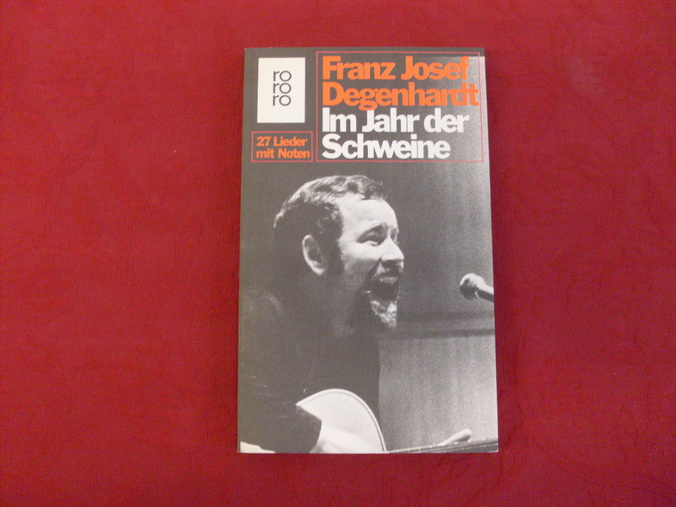 ro
ro
ro
Franz Josef
Degenhardt
Im Jahr der
Schweine
27 Lieder
mit Noten